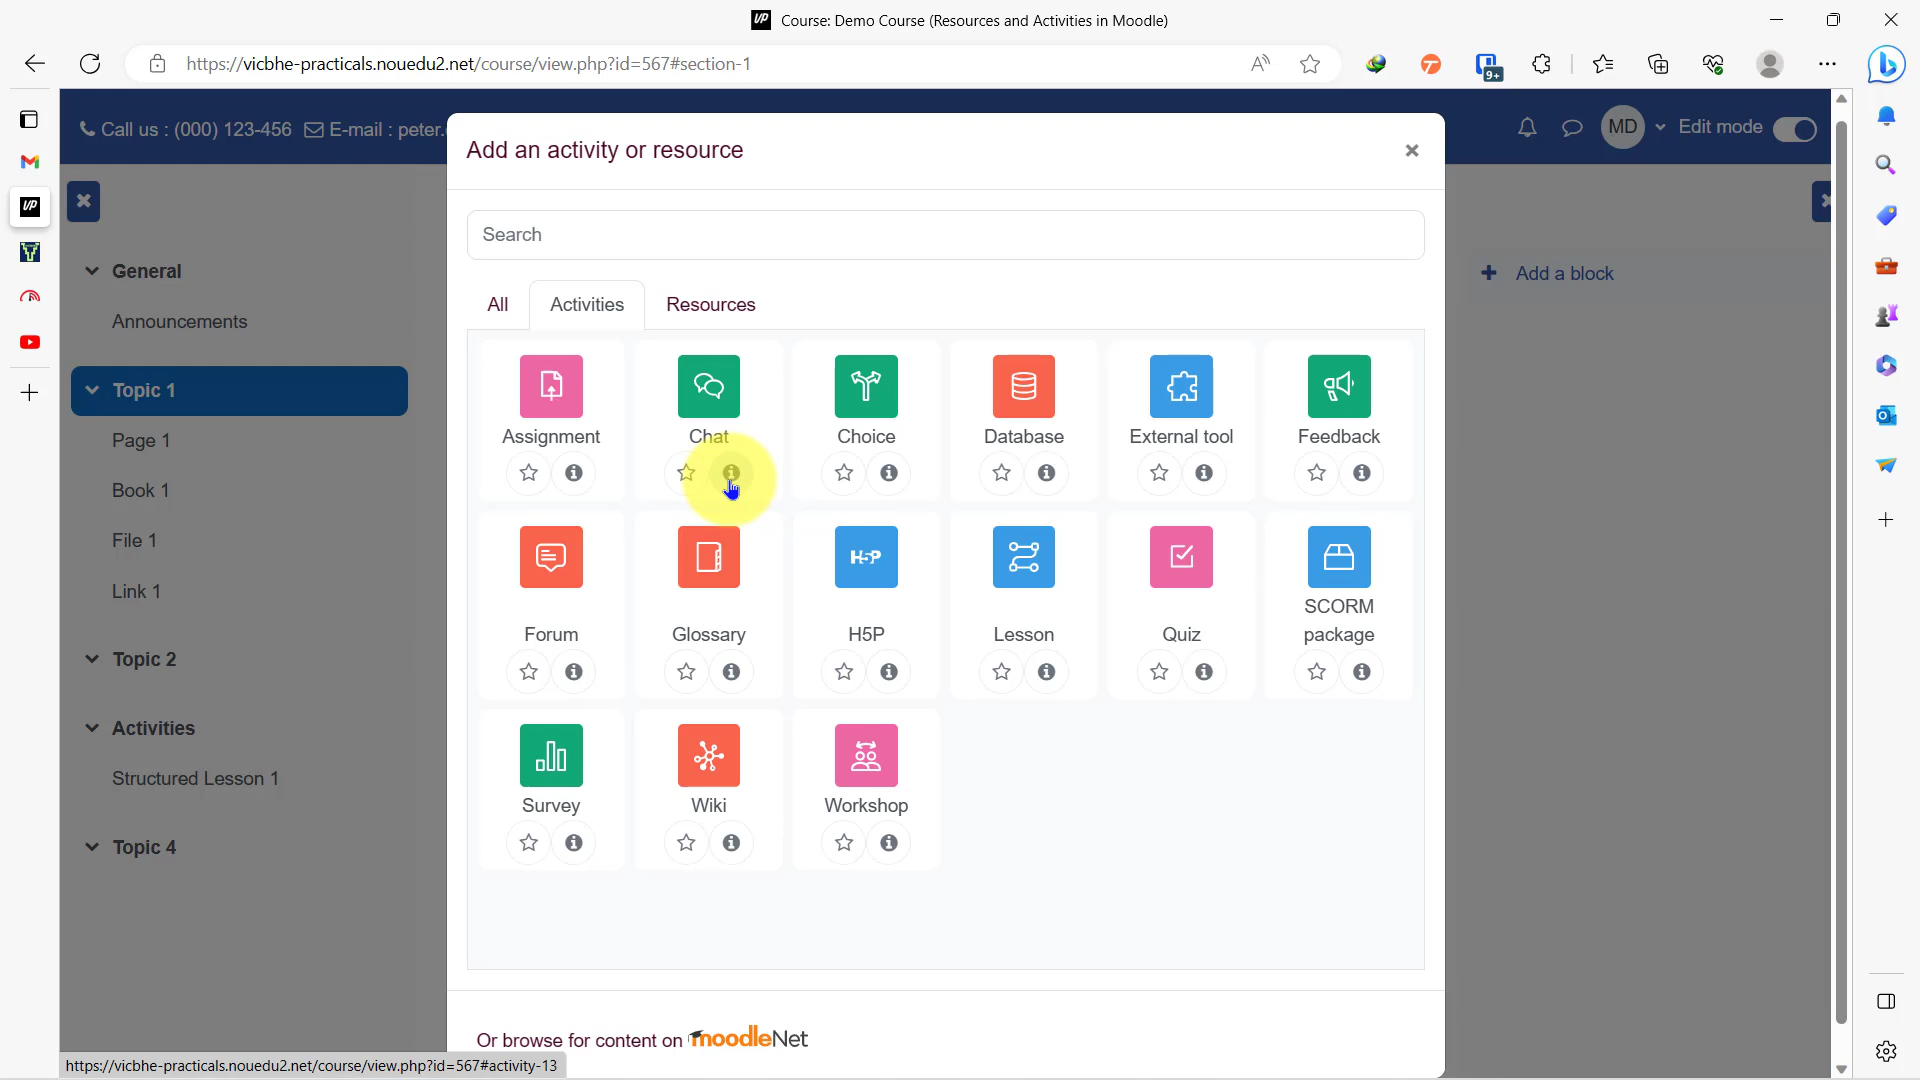 UP Course: Demo Course (Resources and Activities in Moodle)
https://vicbhe-practicals.nouedu2.net/course/view.php?id=567#section-1
9+
Call us : (000) 123-456 E-mail : peter.
MD Edit mode
Add an activity or resource
Search
All Activities Resources
General
Announcements
Topic 1
Page 1
Book 1
File 1
Link 1
Topic 2
Activities
Structured Lesson 1
Topic 4
Assignment Chat Choice Database External tool Feedback
H5P
Forum Glossary H5P Lesson Quiz SCORM package
Survey Wiki Workshop
Add a block
Or browse for content on moodleNet
https://vicbhe-practicals.nouedu2.net/course/view.php?id=567#activity-13